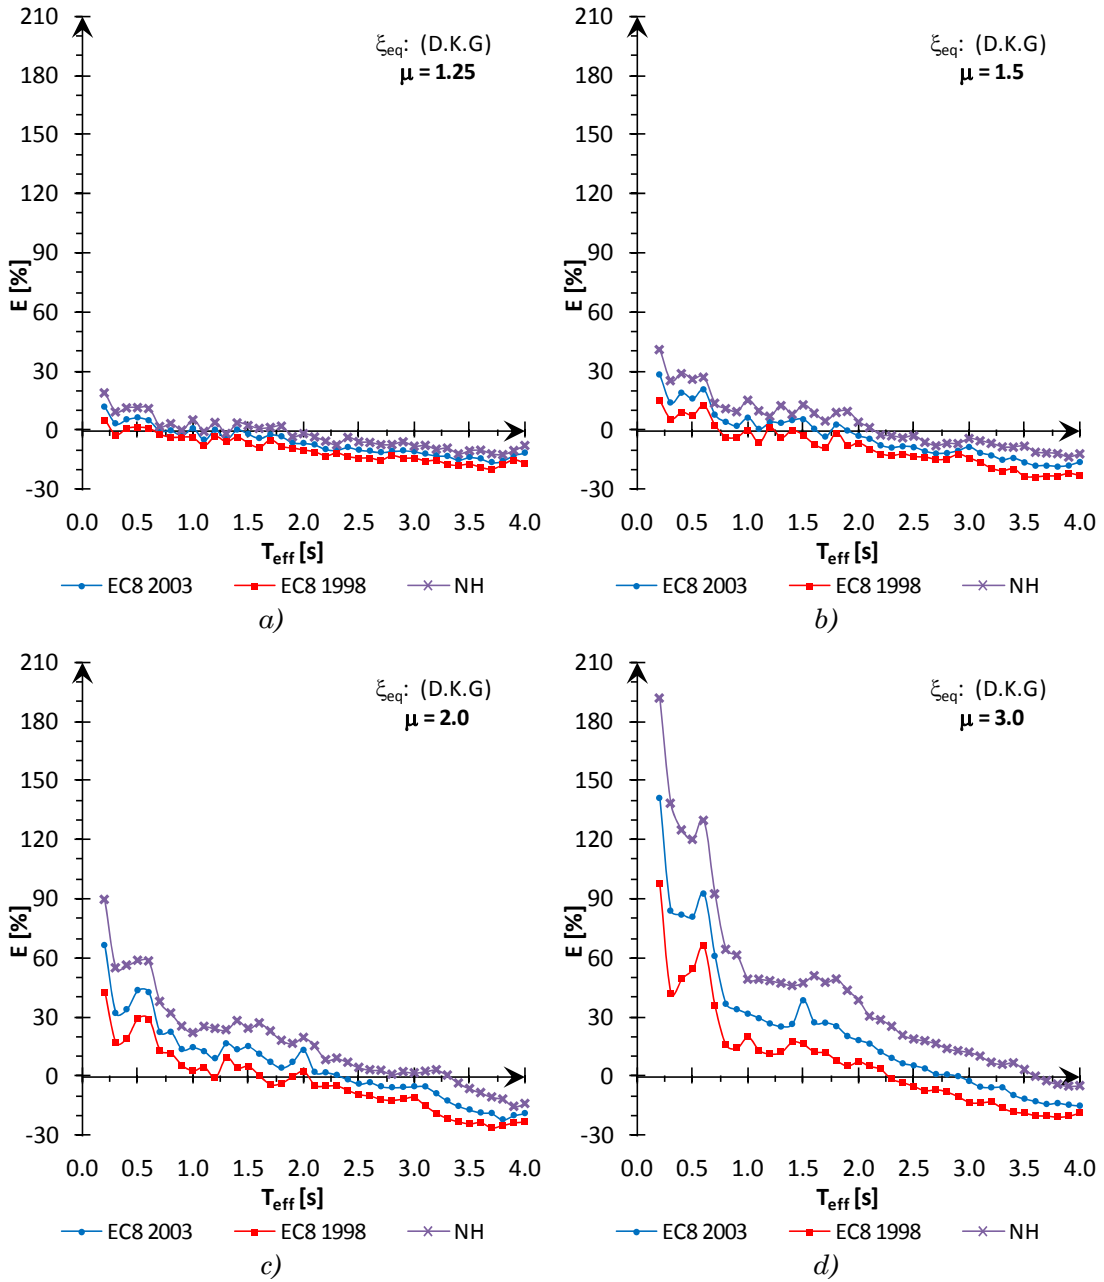 210
180
150
120
90
60
30
0
-30
E [%]
ξeq: (D.K.G)
μ = 1.25
0.0 0.5 1.0 1.5 2.0 2.5 3.0 3.5 4.0
Teff [s]
EC8 2003 EC8 1998 NH
a)
210
180
150
120
90
60
30
0
-30
E [%]
ξeq: (D.K.G)
μ = 1.5
0.0 0.5 1.0 1.5 2.0 2.5 3.0 3.5 4.0
Teff [s]
EC8 2003 EC8 1998 NH
b)
210
180
150
120
90
60
30
0
-30
E [%]
ξeq: (D.K.G)
μ = 2.0
0.0 0.5 1.0 1.5 2.0 2.5 3.0 3.5 4.0
Teff [s]
EC8 2003 EC8 1998 NH
c)
210
180
150
120
90
60
30
0
-30
E [%]
ξeq: (D.K.G)
μ = 3.0
0.0 0.5 1.0 1.5 2.0 2.5 3.0 3.5 4.0
Teff [s]
EC8 2003 EC8 1998 NH
d)